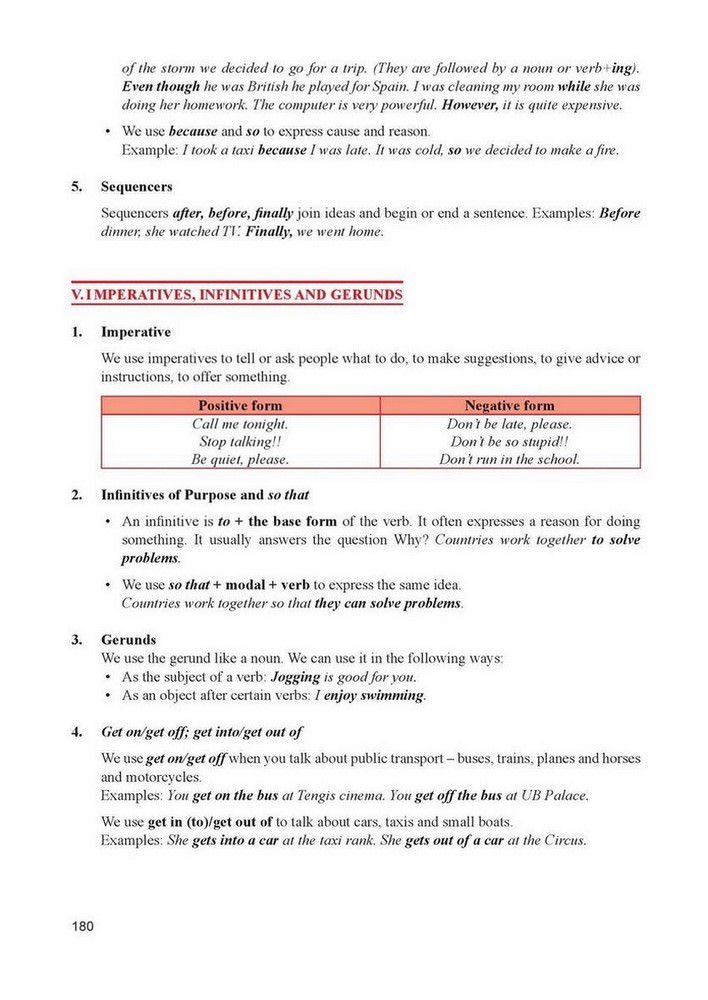 of the storm we decided to go for a trip. (They are followed by a noun or verb+ing).
Even though he was British he played for Spain. I was cleaning my room while she was
doing her homework. The computer is very powerful. However, it is quite expensive.
• We use because and so to express cause and reason.
Example: I took a taxi because I was late. It was cold, so we decided to make a fire.
5. Sequencers
Sequencers after, before, finally join ideas and begin or end a sentence. Examples: Before
dinner, she watched TV. Finally, we went home.
V. IMPERATIVES, INFINITIVES AND GERUNDS
1. Imperative
We use imperatives to tell or ask people what to do, to make suggestions, to give advice or
instructions, to offer something.
Positive form Negative form
Call me tonight. Don't be late, please.
Stop talking!! Don't be so stupid!!
Be quiet, please. Don't run in the school.
2. Infinitives of Purpose and so that
• An infinitive is to + the base form of the verb. It often expresses a reason for doing
something. It usually answers the question Why? Countries work together to solve
problems.
• We use so that + modal + verb to express the same idea.
Countries work together so that they can solve problems.
3. Gerunds
We use the gerund like a noun. We can use it in the following ways:
• As the subject of a verb: Jogging is good for you.
• As an object after certain verbs: I enjoy swimming.
4. Get on/get off; get into/get out of
We use get on/get off when you talk about public transport – buses, trains, planes and horses
and motorcycles.
Examples: You get on the bus at Tengis cinema. You get off the bus at UB Palace.
We use get in (to)/get out of to talk about cars, taxis and small boats.
Examples: She gets into a car at the taxi rank. She gets out of a car at the Circus.
180